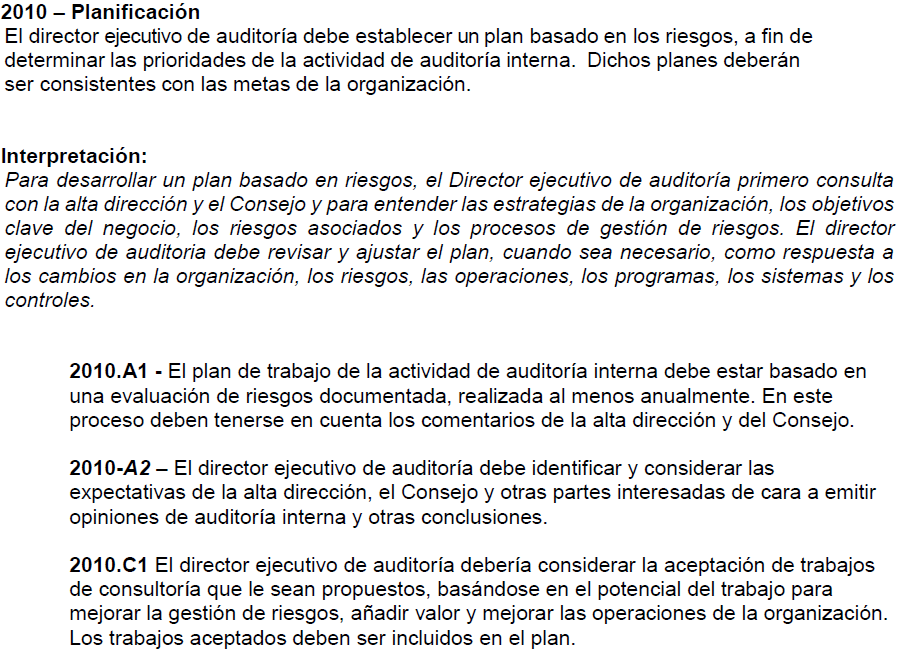 2010 – Planificación
El director ejecutivo de auditoría debe establecer un plan basado en los riesgos, a fin de
determinar las prioridades de la actividad de auditoría interna. Dichos planes deberán
ser consistentes con las metas de la organización.
Interpretación:
Para desarrollar un plan basado en riesgos, el Director ejecutivo de auditoría primero consulta
con la alta dirección y el Consejo y para entender las estrategias de la organización, los objetivos
clave del negocio, los riesgos asociados y los procesos de gestión de riesgos. El director
ejecutivo de auditoria debe revisar y ajustar el plan, cuando sea necesario, como respuesta a
los cambios en la organización, los riesgos, las operaciones, los programas, los sistemas y los
controles.
2010.A1 - El plan de trabajo de la actividad de auditoría interna debe estar basado en
una evaluación de riesgos documentada, realizada al menos anualmente. En este
proceso deben tenerse en cuenta los comentarios de la alta dirección y del Consejo.
2010-A2 – El director ejecutivo de auditoría debe identificar y considerar las
expectativas de la alta dirección, el Consejo y otras partes interesadas de cara a emitir
opiniones de auditoría interna y otras conclusiones.
2010.C1 El director ejecutivo de auditoría debería considerar la aceptación de trabajos
de consultoría que le sean propuestos, basándose en el potencial del trabajo para
mejorar la gestión de riesgos, añadir valor y mejorar las operaciones de la organización.
Los trabajos aceptados deben ser incluidos en el plan.